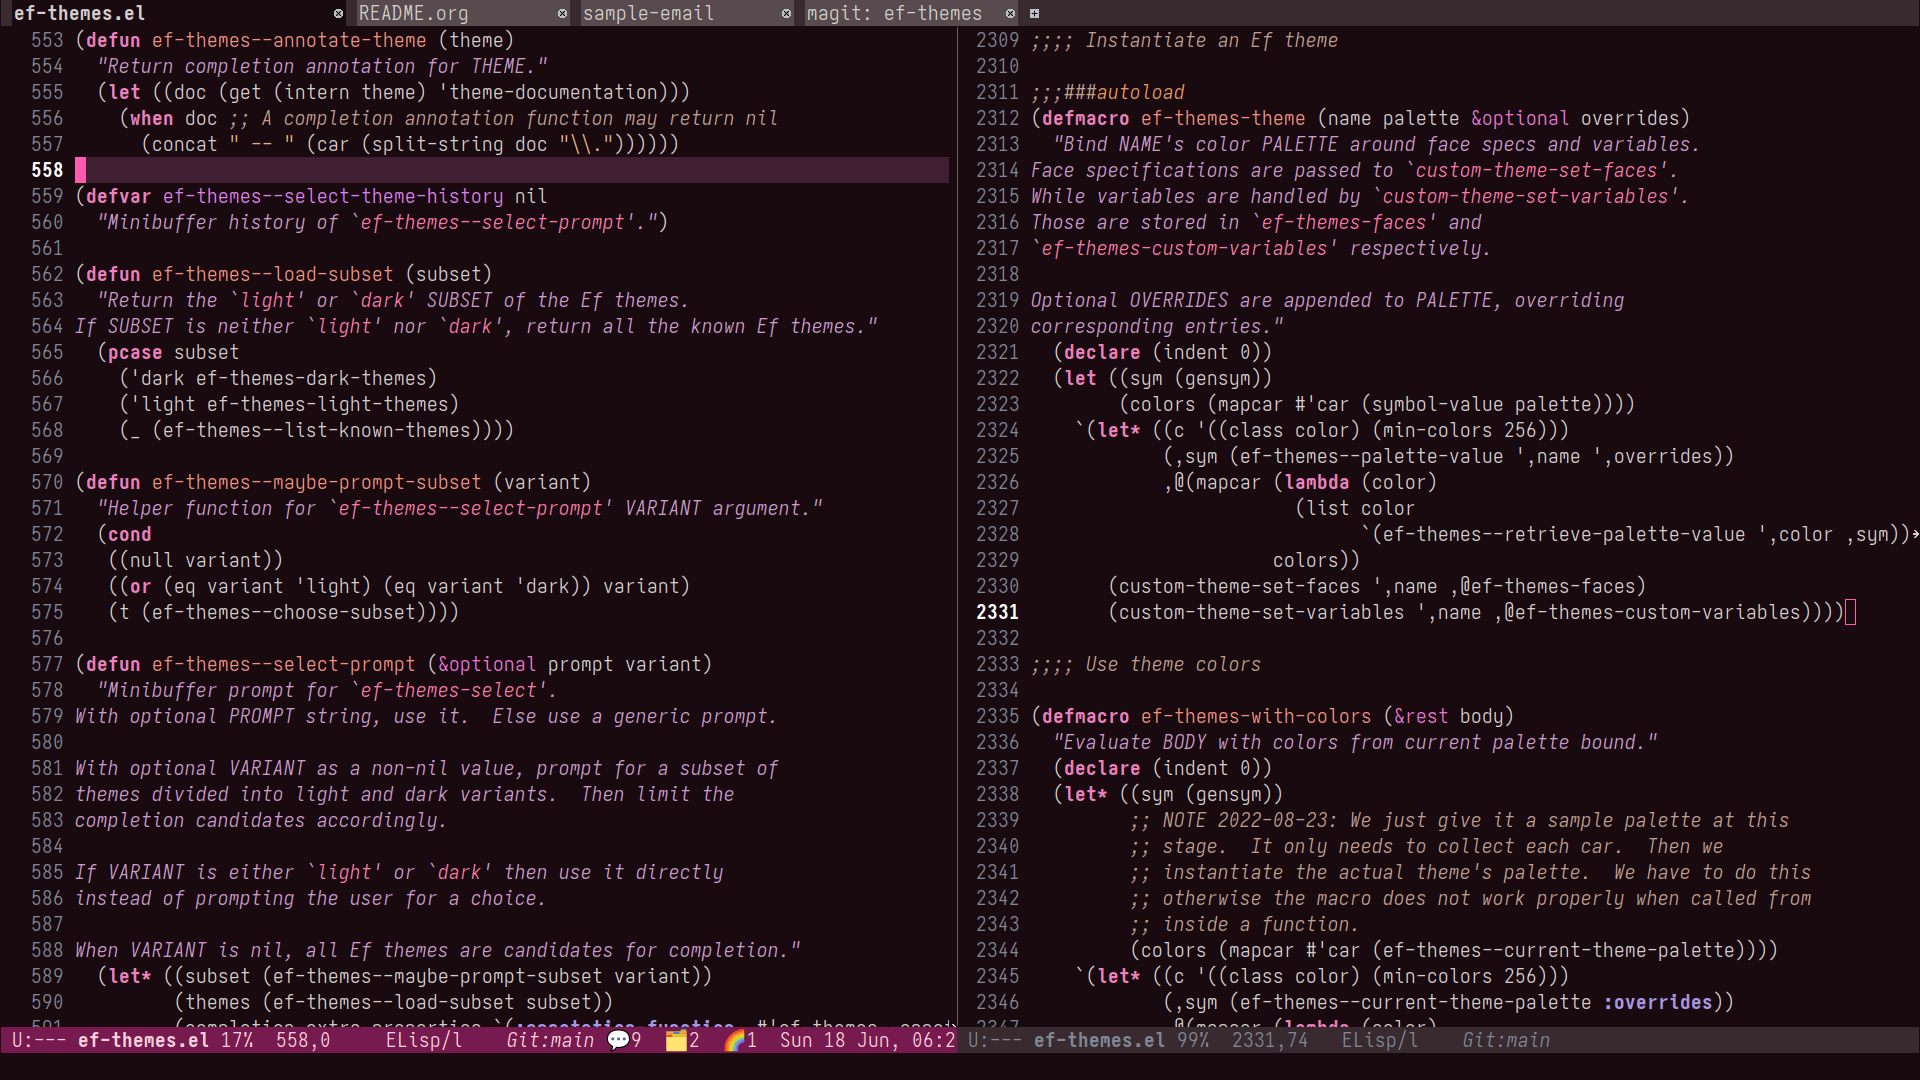 ef-themes.el README.org sample-email magit: ef-themes
553 (defun ef-themes--annotate-theme (theme)
554   "Return completion annotation for THEME."
555   (let ((doc (get (intern theme) 'theme-documentation)))
556     (when doc ;; A completion annotation function may return nil
557       (concat " -- " (car (split-string doc "\\."))))))
558
559 (defvar ef-themes--select-theme-history nil
560   "Minibuffer history of `ef-themes--select-prompt'.")
561
562 (defun ef-themes--load-subset (subset)
563   "Return the `light' or `dark' SUBSET of the Ef themes.
564 If SUBSET is neither `light' nor `dark', return all the known Ef themes."
565   (pcase subset
566     ('dark ef-themes-dark-themes)
567     ('light ef-themes-light-themes)
568     (_ (ef-themes--list-known-themes))))
569
570 (defun ef-themes--maybe-prompt-subset (variant)
571   "Helper function for `ef-themes--select-prompt' VARIANT argument."
572   (cond
573    ((null variant))
574    ((or (eq variant 'light) (eq variant 'dark)) variant)
575    (t (ef-themes--choose-subset))))
576
577 (defun ef-themes--select-prompt (&optional prompt variant)
578   "Minibuffer prompt for `ef-themes-select'.
579 With optional PROMPT string, use it.  Else use a generic prompt.
580
581 With optional VARIANT as a non-nil value, prompt for a subset of
582 themes divided into light and dark variants.  Then limit the
583 completion candidates accordingly.
584
585 If VARIANT is either `light' or `dark' then use it directly
586 instead of prompting the user for a choice.
587
588 When VARIANT is nil, all Ef themes are candidates for completion."
589   (let* ((subset (ef-themes--maybe-prompt-subset variant))
590          (themes (ef-themes--load-subset subset))
U:--- ef-themes.el 17%  558,0     ELisp/l    Git:main 💬9  🗂️2  🌈1  Sun 18 Jun, 06:2
2309 ;;;; Instantiate an Ef theme
2310
2311 ;;;###autoload
2312 (defmacro ef-themes-theme (name palette &optional overrides)
2313   "Bind NAME's color PALETTE around face specs and variables.
2314 Face specifications are passed to `custom-theme-set-faces'.
2315 While variables are handled by `custom-theme-set-variables'.
2316 Those are stored in `ef-themes-faces' and
2317 `ef-themes-custom-variables' respectively.
2318
2319 Optional OVERRIDES are appended to PALETTE, overriding
2320 corresponding entries."
2321   (declare (indent 0))
2322   (let ((sym (gensym))
2323         (colors (mapcar #'car (symbol-value palette))))
2324     `(let* ((c '((class color) (min-colors 256)))
2325             (,sym (ef-themes--palette-value ',name ',overrides))
2326             ,@(mapcar (lambda (color)
2327                         (list color
2328                               `(ef-themes--retrieve-palette-value ',color ,sym))
2329                       colors))
2330        (custom-theme-set-faces ',name ,@ef-themes-faces)
2331        (custom-theme-set-variables ',name ,@ef-themes-custom-variables))))
2332
2333 ;;;; Use theme colors
2334
2335 (defmacro ef-themes-with-colors (&rest body)
2336   "Evaluate BODY with colors from current palette bound."
2337   (declare (indent 0))
2338   (let* ((sym (gensym))
2339          ;; NOTE 2022-08-23: We just give it a sample palette at this
2340          ;; stage.  It only needs to collect each car.  Then we
2341          ;; instantiate the actual theme's palette.  We have to do this
2342          ;; otherwise the macro does not work properly when called from
2343          ;; inside a function.
2344          (colors (mapcar #'car (ef-themes--current-theme-palette))))
2345     `(let* ((c '((class color) (min-colors 256)))
2346             (,sym (ef-themes--current-theme-palette :overrides))
2347             ,@(mapcar (lambda (color)
U:--- ef-themes.el 99%  2331,74   ELisp/l    Git:main